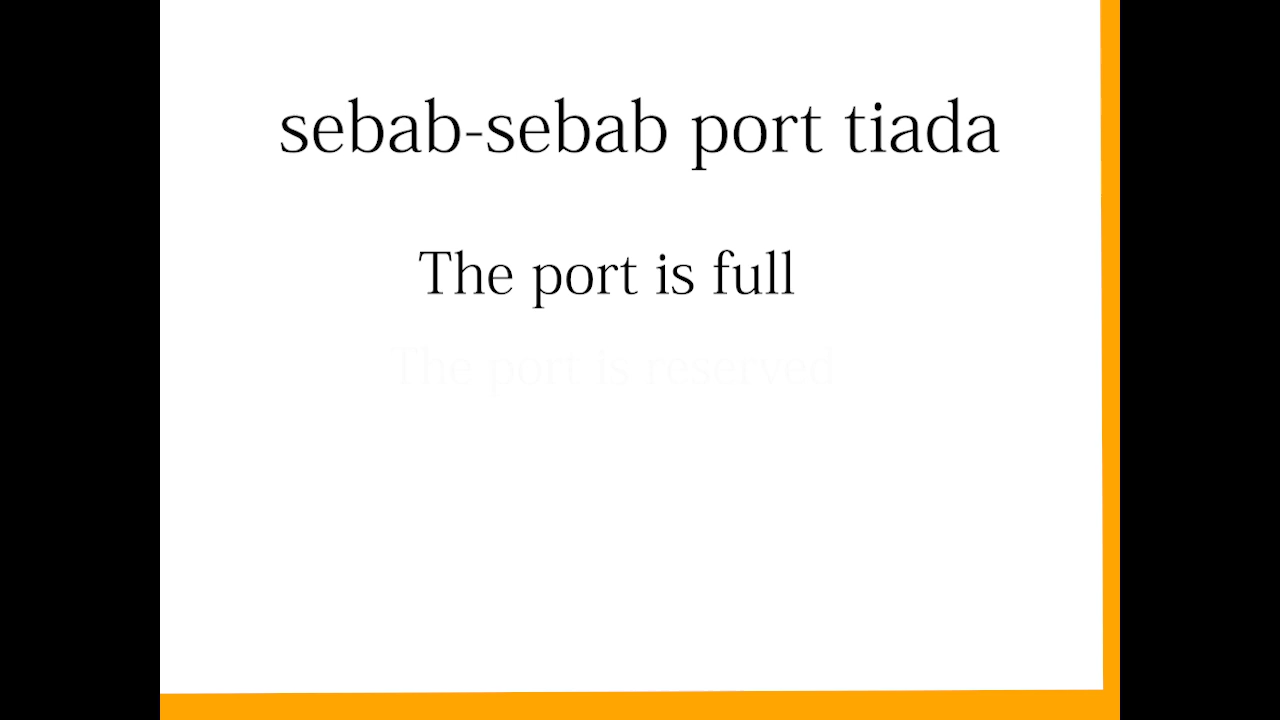 sebab-sebab port tiada
The port is full
The port is reserved